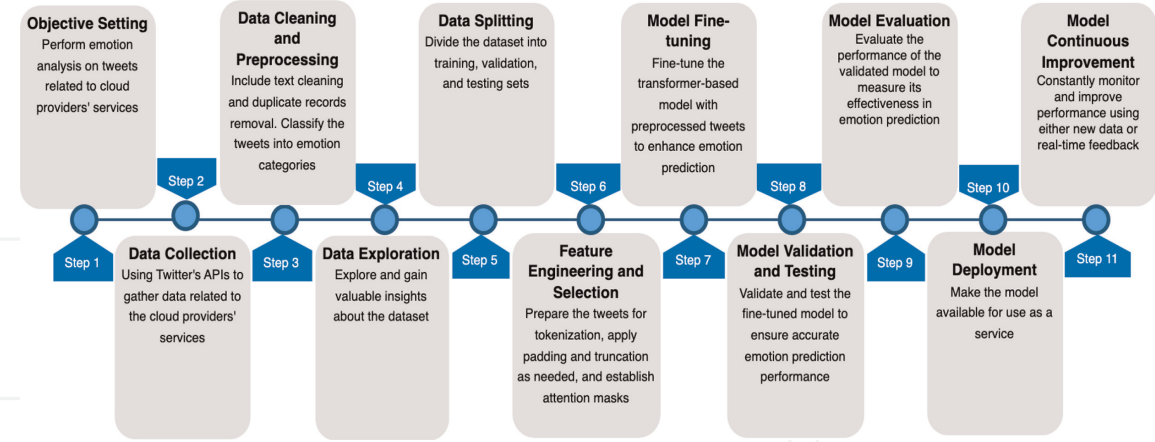 Objective Setting
Perform emotion
analysis on tweets
related to cloud
providers' services
Step 1
Step 2
Data Collection
Using Twitter's APIs to
gather data related to
the cloud providers'
services
Data Cleaning
and
Preprocessing
Include text cleaning
and duplicate records
removal. Classify the
tweets into emotion
categories
Step 3
Step 4
Data Exploration
Explore and gain
valuable insights
about the dataset
Data Splitting
Divide the dataset into
training, validation,
and testing sets
Step 5
Step 6
Feature
Engineering and
Selection
Prepare the tweets for
tokenization, apply
padding and truncation
as needed, and establish
attention masks
Model Fine-
tuning
Fine-tune the
transformer-based
model with
preprocessed tweets
to enhance emotion
prediction
Step 7
Step 8
Model Validation
and Testing
Validate and test the
fine-tuned model to
ensure accurate
emotion prediction
performance
Model Evaluation
Evaluate the
performance of the
validated model to
measure its
effectiveness in
emotion prediction
Step 9
Step 10
Model
Deployment
Make the model
available for use as a
service
Model
Continuous
Improvement
Constantly monitor
and improve
performance using
either new data or
real-time feedback
Step 11